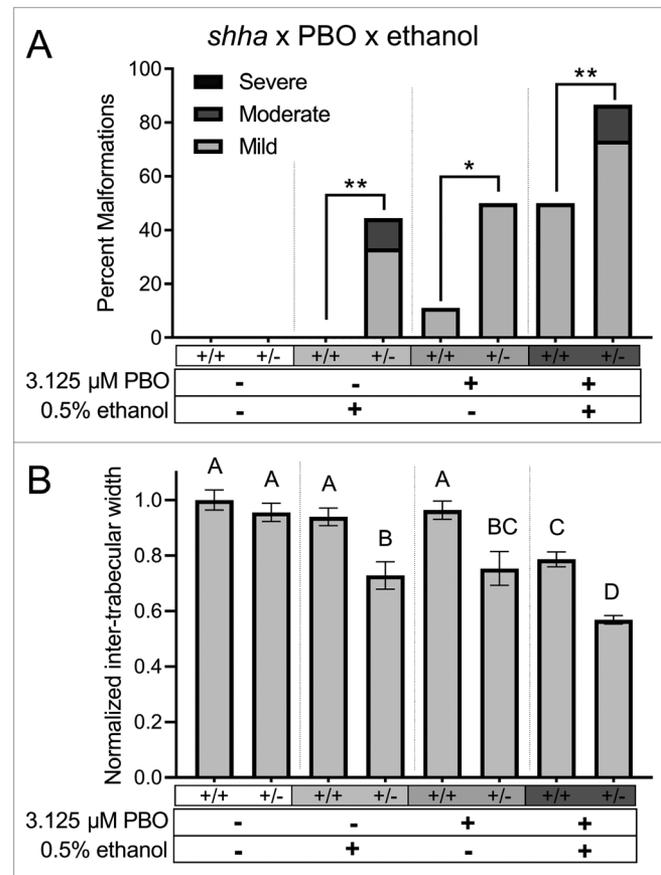 A
shha x PBO x ethanol
Percent Malformations
100
80
60
40
20
0
Severe
Moderate
Mild
**
*
**
+/+ +/- +/+ +/- +/+ +/- +/+ +/-
3.125 µM PBO - - + +
0.5% ethanol - + - +
B
Normalized inter-trabecular width
1.0
0.8
0.6
0.4
0.2
0.0
A A A B A BC C D
+/+ +/- +/+ +/- +/+ +/- +/+ +/-
3.125 µM PBO - - + +
0.5% ethanol - + - +